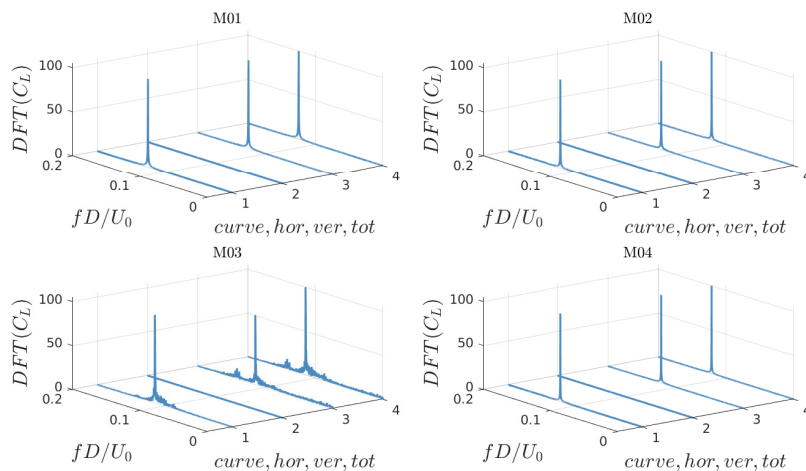 M01
100
50
0
0.2
0.1
0
1
2
3
4
DFT(C_L)
fD/U_0
curve, hor, ver, tot
M02
100
50
0
0.2
0.1
0
1
2
3
4
DFT(C_L)
fD/U_0
curve, hor, ver, tot
M03
100
50
0
0.2
0.1
0
1
2
3
4
DFT(C_L)
fD/U_0
curve, hor, ver, tot
M04
100
50
0
0.2
0.1
0
1
2
3
4
DFT(C_L)
fD/U_0
curve, hor, ver, tot